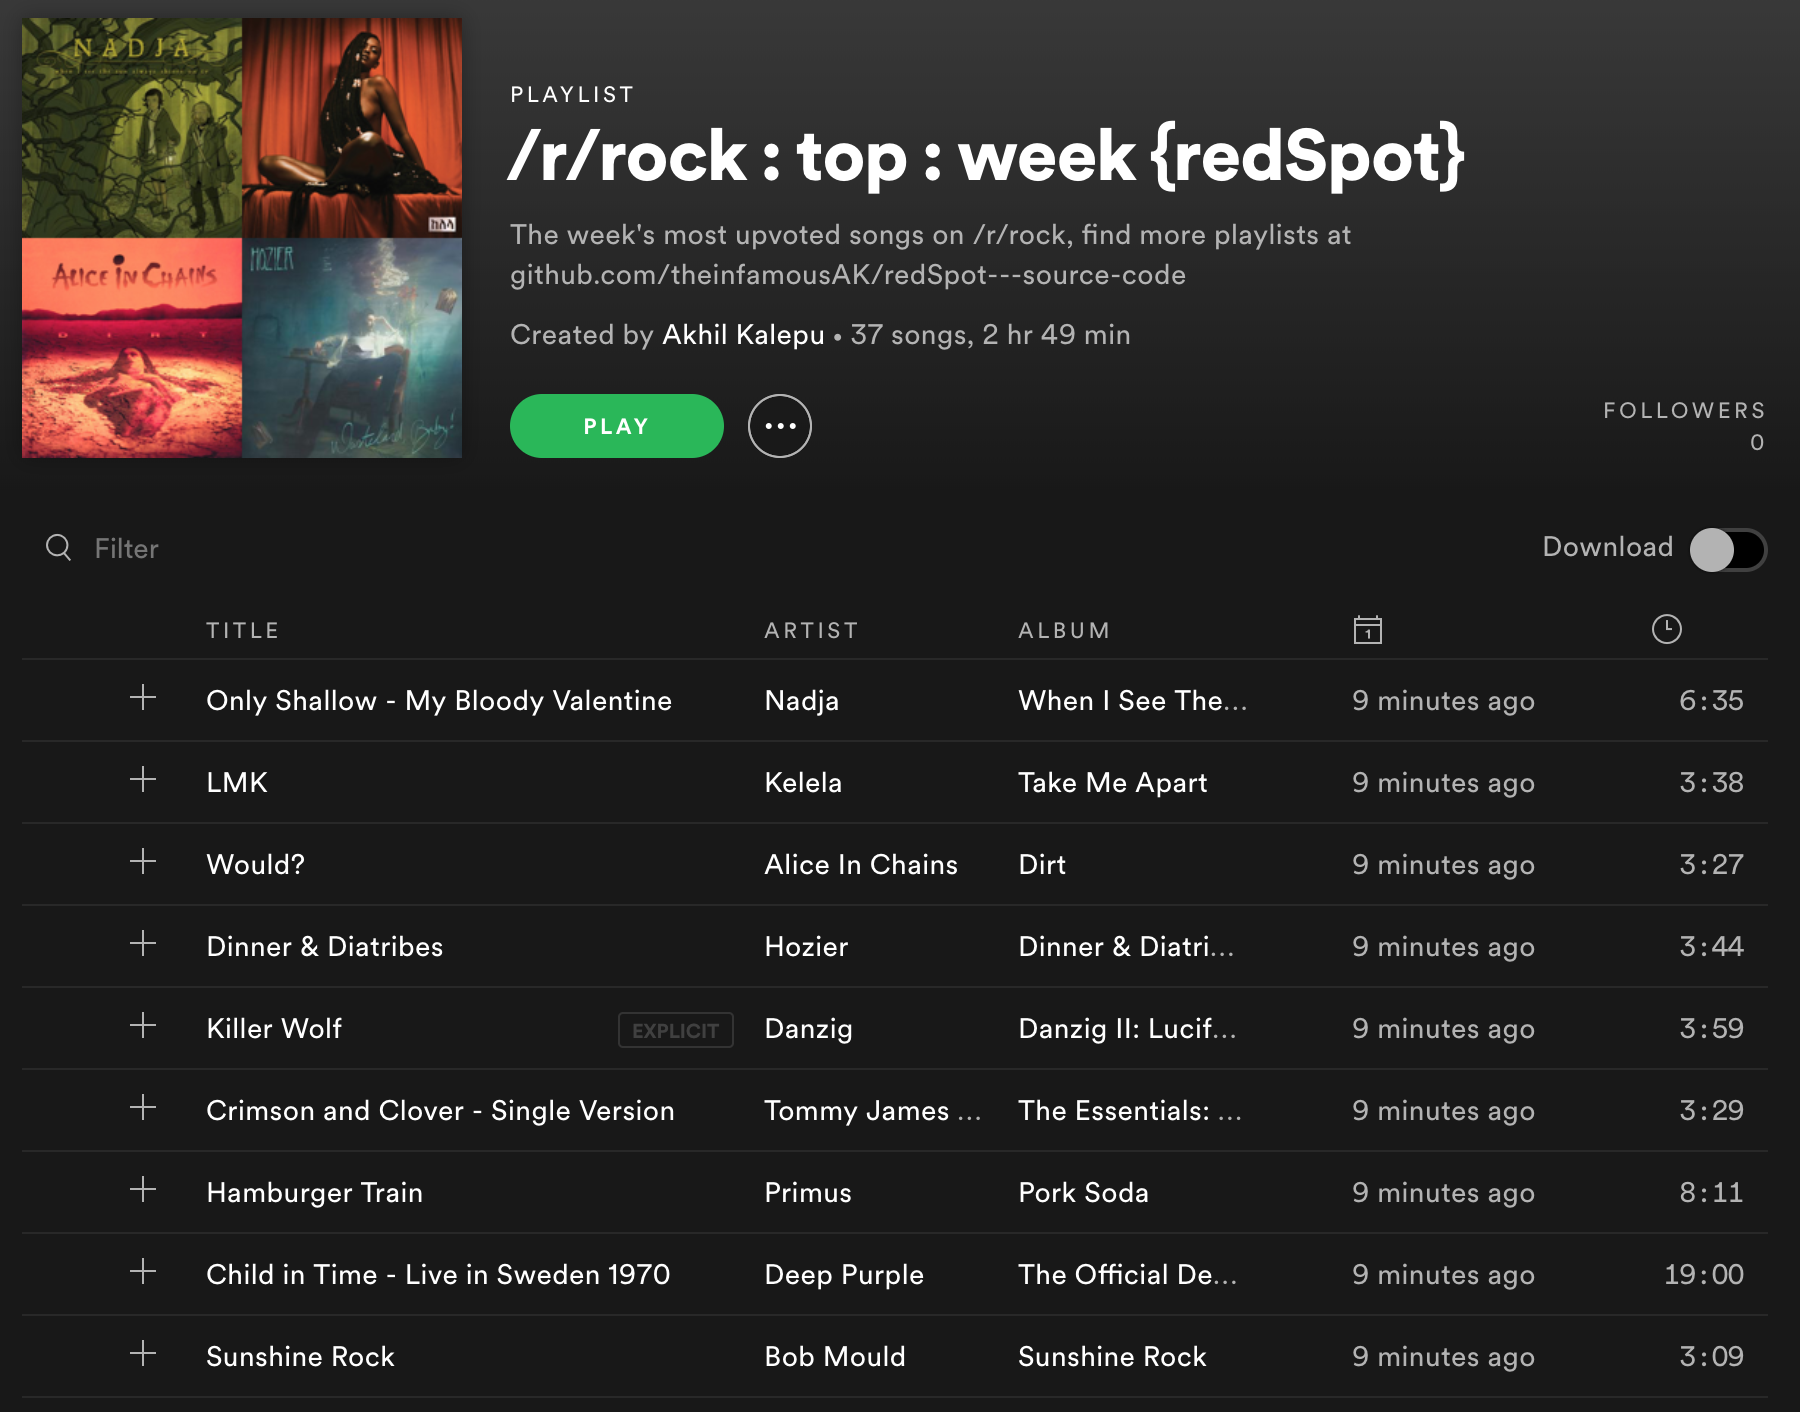 NADJA
PLAYLIST
/r/rock : top : week {redSpot}
The week's most upvoted songs on /r/rock, find more playlists at
github.com/theinfamousAK/redSpot---source-code
Created by Akhil Kalepu • 37 songs, 2 hr 49 min
ALICE IN CHAINS
DIRT
HOZIER
Wasteland, Baby!
PLAY
FOLLOWERS
0
Filter
Download
TITLE ARTIST ALBUM 1
Only Shallow - My Bloody Valentine Nadja When I See The... 9 minutes ago 6:35
LMK Kelela Take Me Apart 9 minutes ago 3:38
Would? Alice In Chains Dirt 9 minutes ago 3:27
Dinner & Diatribes Hozier Dinner & Diatri... 9 minutes ago 3:44
Killer Wolf EXPLICIT Danzig Danzig II: Lucif... 9 minutes ago 3:59
Crimson and Clover - Single Version Tommy James ... The Essentials: ... 9 minutes ago 3:29
Hamburger Train Primus Pork Soda 9 minutes ago 8:11
Child in Time - Live in Sweden 1970 Deep Purple The Official De... 9 minutes ago 19:00
Sunshine Rock Bob Mould Sunshine Rock 9 minutes ago 3:09